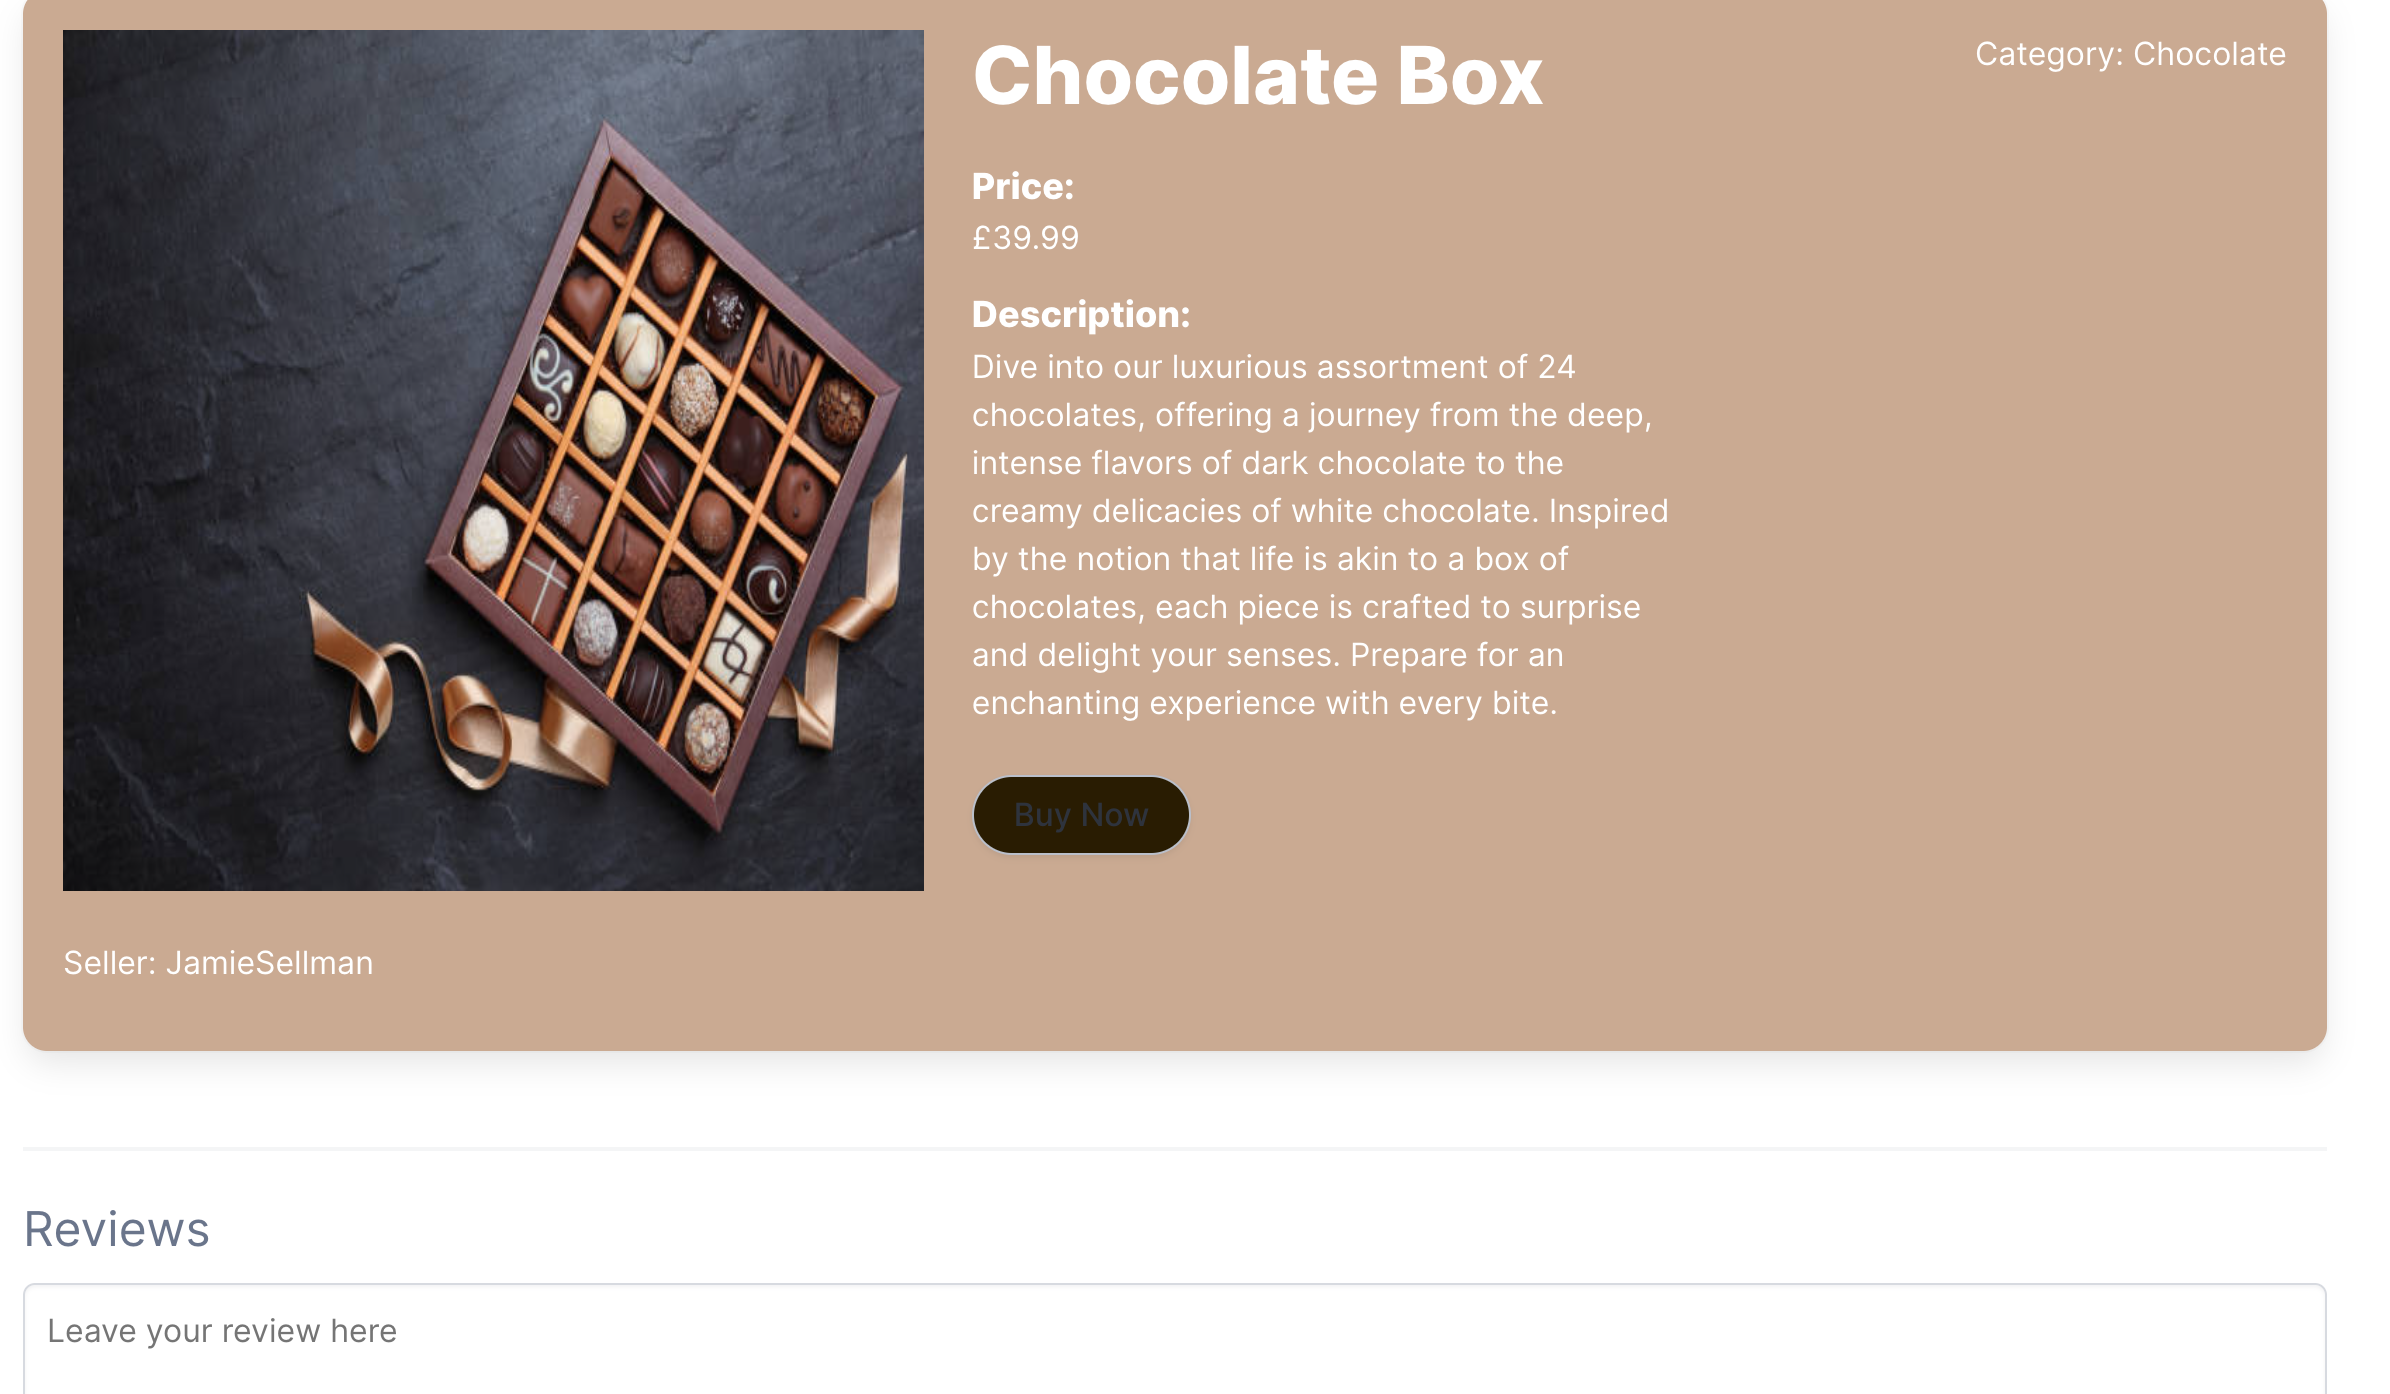 Chocolate Box
Category: Chocolate
Price:
£39.99
Description:
Dive into our luxurious assortment of 24
chocolates, offering a journey from the deep,
intense flavors of dark chocolate to the
creamy delicacies of white chocolate. Inspired
by the notion that life is akin to a box of
chocolates, each piece is crafted to surprise
and delight your senses. Prepare for an
enchanting experience with every bite.
Buy Now
Seller: JamieSellman
Reviews
Leave your review here